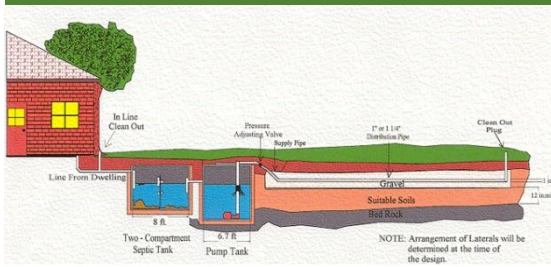 In Line
Clean Out
Pressure
Adjusting Valve
Supply Pipe
1" or 1 1/4"
Distribution Pipe
Clean Out
Plug
Line From Dwelling
Gravel
Suitable Soils
Bed Rock
8 ft
6.7 ft
Two - Compartment
Septic Tank
Pump Tank
NOTE: Arrangement of Laterals will be
determined at the time of
the design.